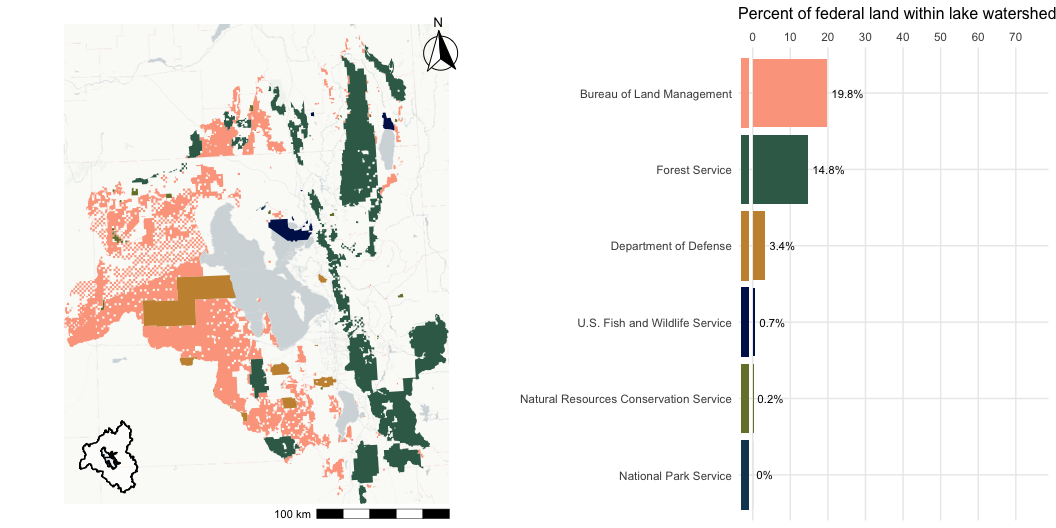 N
100 km
Percent of federal land within lake watershed
0 10 20 30 40 50 60 70
Bureau of Land Management 19.8%
Forest Service 14.8%
Department of Defense 3.4%
U.S. Fish and Wildlife Service 0.7%
Natural Resources Conservation Service 0.2%
National Park Service 0%